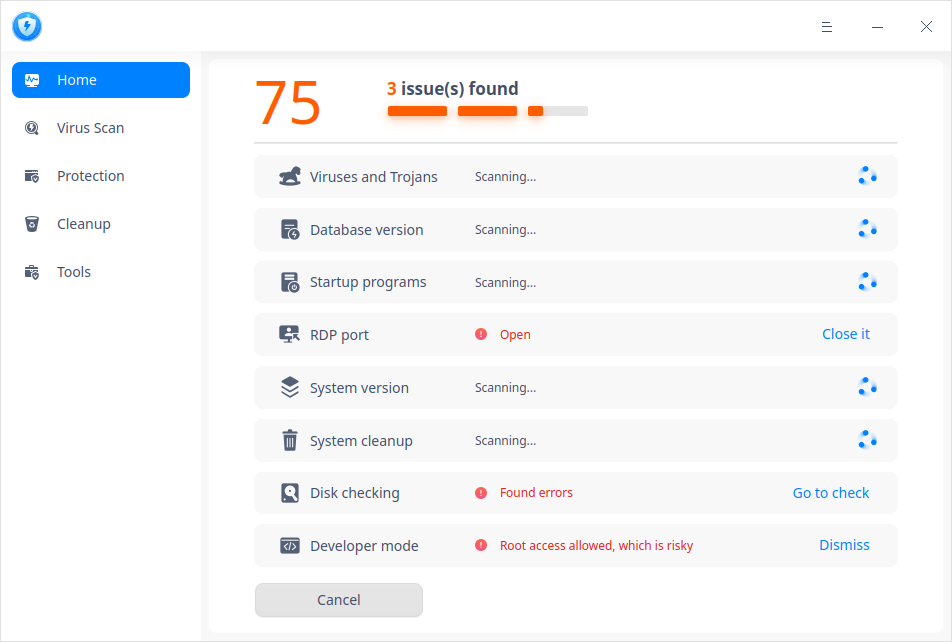 Home
Virus Scan
Protection
Cleanup
Tools
75
3 issue(s) found
Viruses and Trojans Scanning...
Database version Scanning...
Startup programs Scanning...
RDP port Open Close it
System version Scanning...
System cleanup Scanning...
Disk checking Found errors Go to check
Developer mode Root access allowed, which is risky Dismiss
Cancel